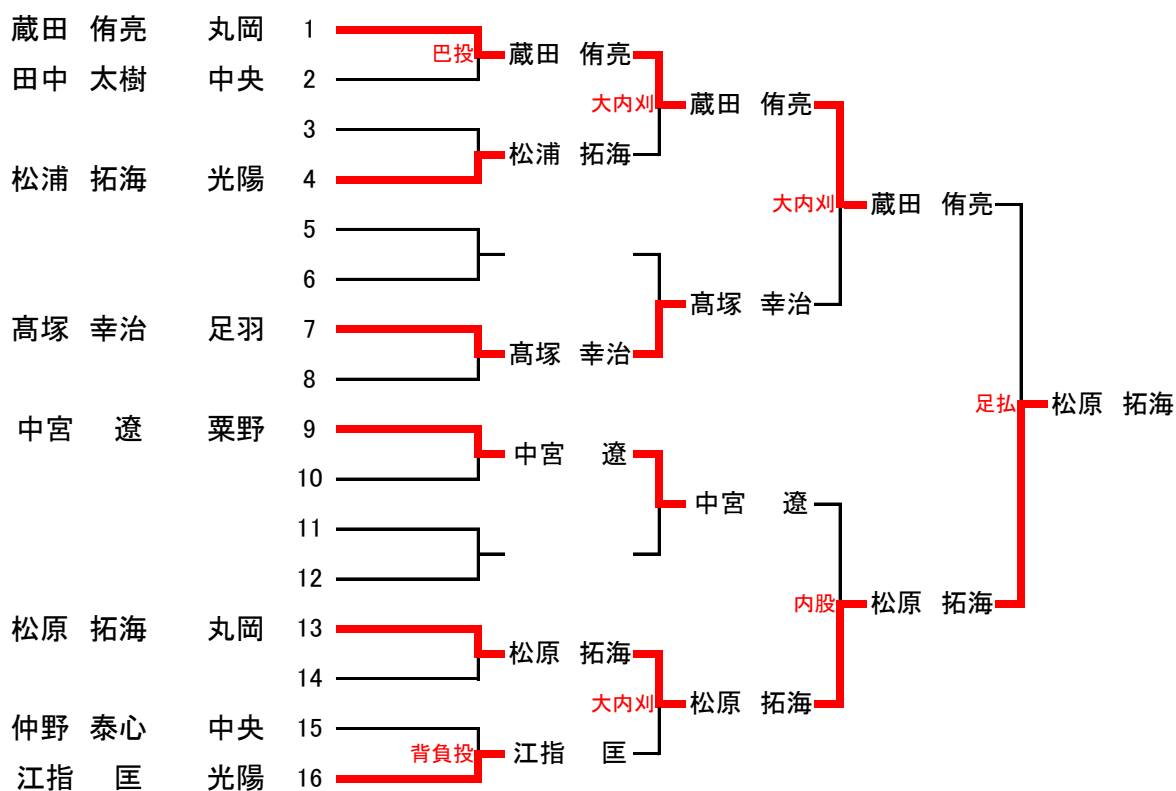 蔵田 侑亮 丸岡 1
巴投 蔵田 侑亮
田中 太樹 中央 2
大内刈 蔵田 侑亮
3
松浦 拓海
松浦 拓海 光陽 4
大内刈 蔵田 侑亮
5
6
髙塚 幸治
髙塚 幸治 足羽 7
髙塚 幸治
8
足払 松原 拓海
中宮 遼 粟野 9
中宮 遼
10
中宮 遼
11
12
内股 松原 拓海
松原 拓海 丸岡 13
松原 拓海
14
大内刈 松原 拓海
仲野 泰心 中央 15
背負投 江指 匡
江指 匡 光陽 16